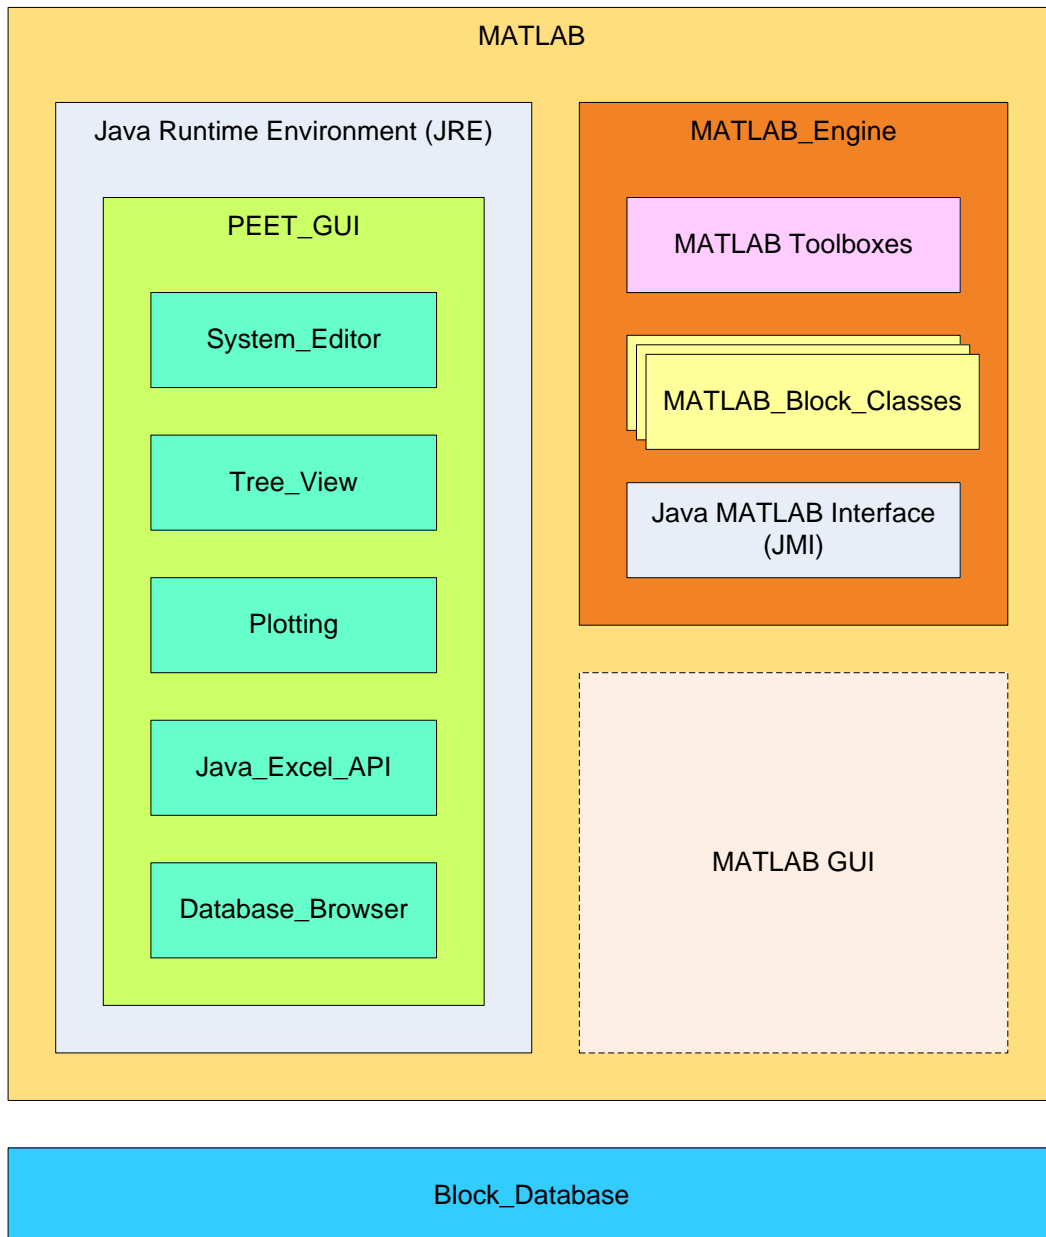 MATLAB
Java Runtime Environment (JRE)
PEET_GUI
System_Editor
Tree_View
Plotting
Java_Excel_API
Database_Browser
MATLAB_Engine
MATLAB Toolboxes
MATLAB_Block_Classes
Java MATLAB Interface
(JMI)
MATLAB GUI
Block_Database